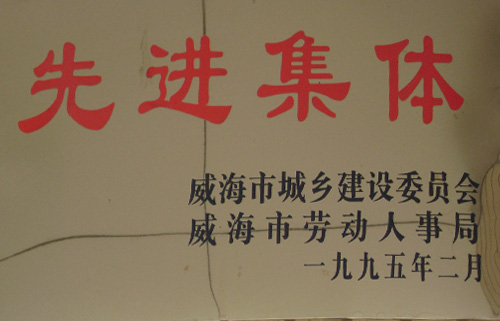 先进集体
威海市城乡建设委员会
威海市劳动人事局
一九九五年二月